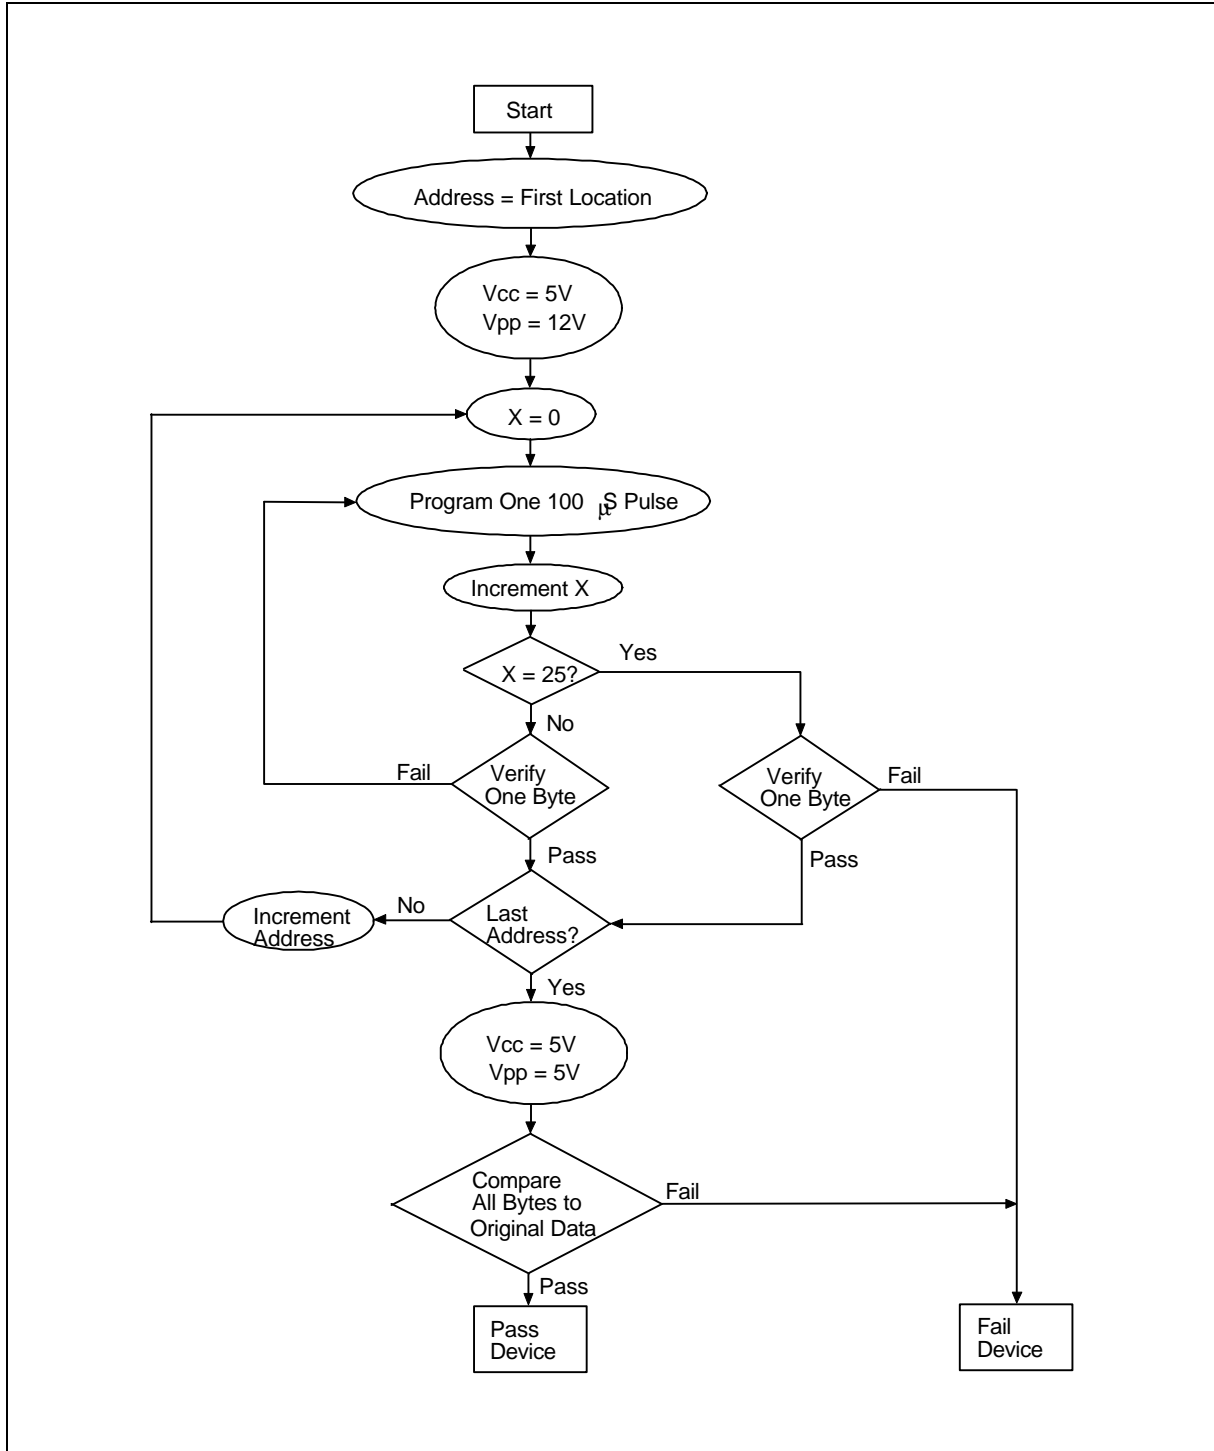 Start
Address = First Location
Vcc = 5V
Vpp = 12V
X = 0
Program One 100 μS Pulse
Increment X
X = 25?
Yes
No
Fail
Verify
One Byte
Verify
One Byte
Fail
Pass
Pass
Increment
Address
No
Last
Address?
Yes
Vcc = 5V
Vpp = 5V
Compare
All Bytes to
Original Data
Fail
Pass
Pass
Device
Fail
Device